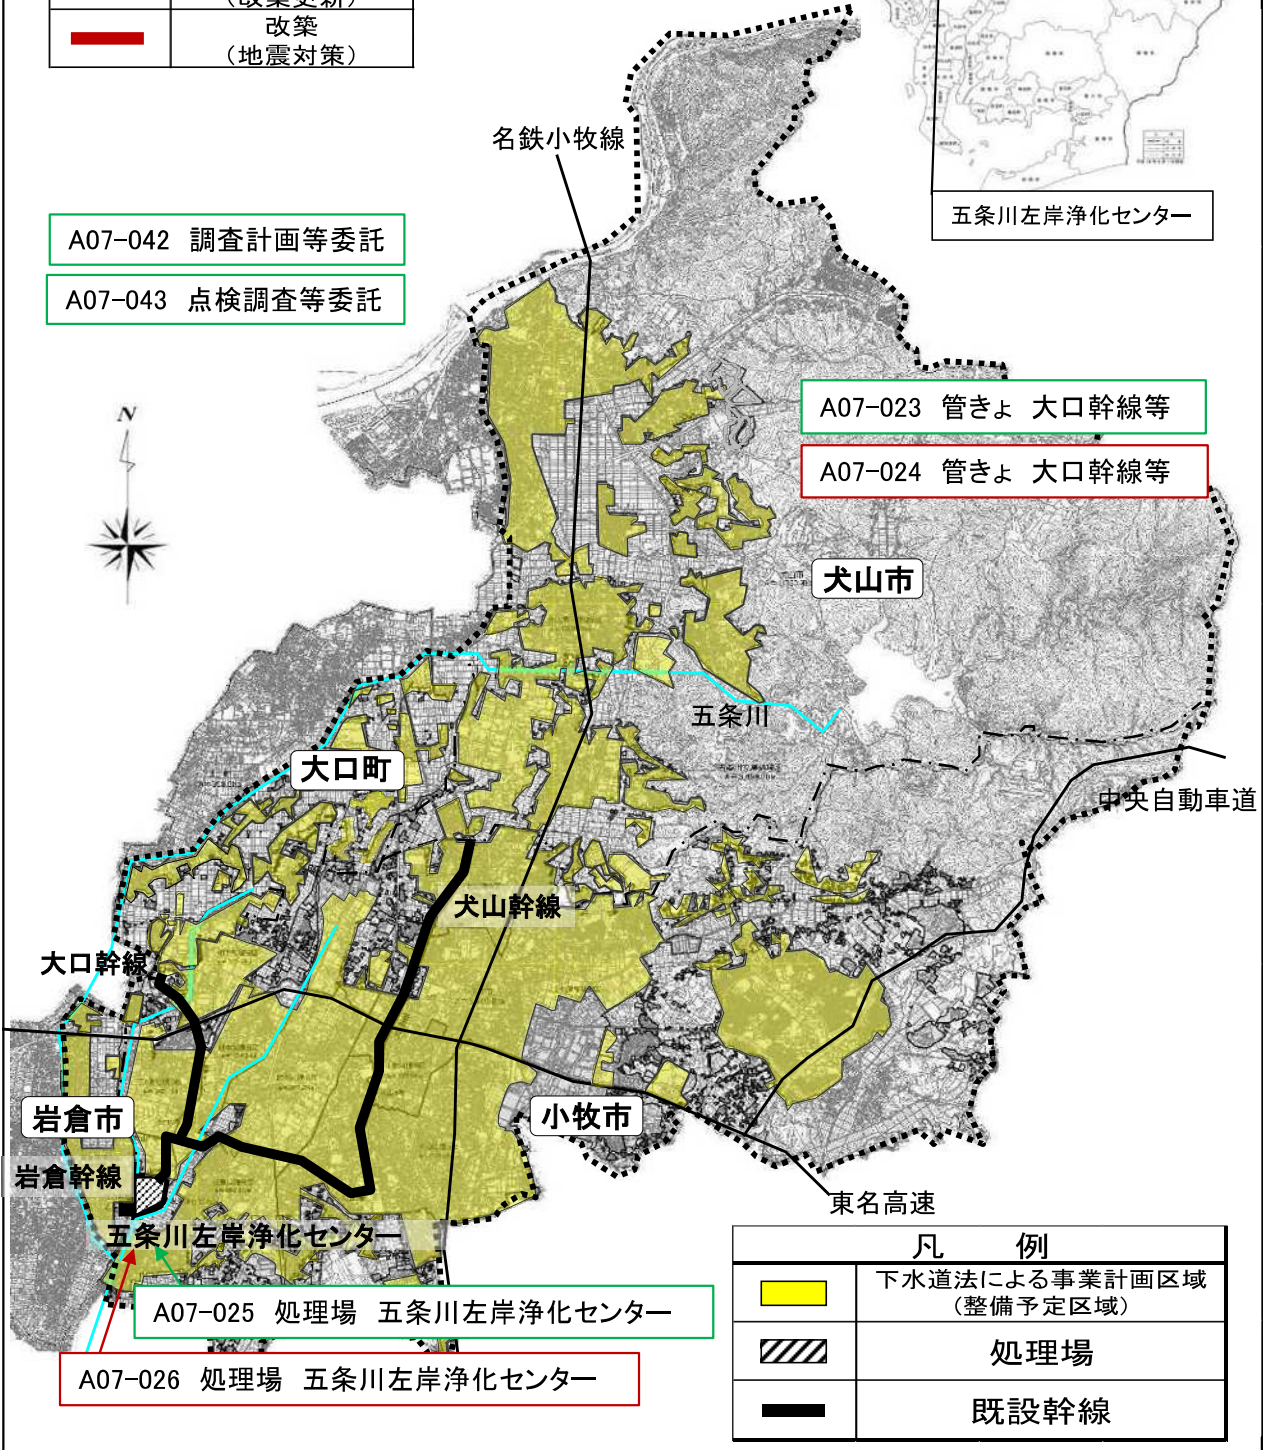 (改築更新)
改築
(地震対策)
名鉄小牧線
五条川左岸浄化センター
A07-042 調査計画等委託
A07-043 点検調査等委託
N
A07-023 管きょ 大口幹線等
A07-024 管きょ 大口幹線等
犬山市
五条川
大口町
中央自動車道
犬山幹線
大口幹線
岩倉市
小牧市
岩倉幹線
東名高速
五条川左岸浄化センター
A07-025 処理場 五条川左岸浄化センター
A07-026 処理場 五条川左岸浄化センター
凡 例
下水道法による事業計画区域
(整備予定区域)
処理場
既設幹線